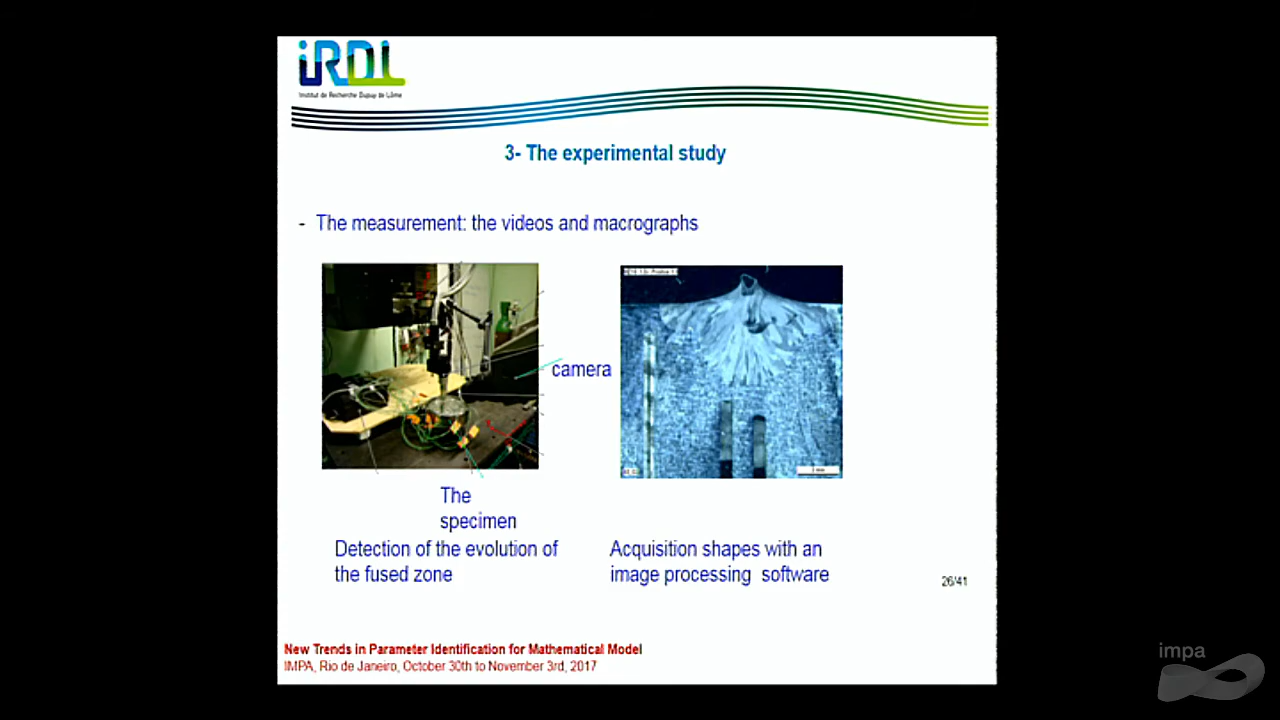 iRDL
Institut de Recherche Dupuy de Lôme
3- The experimental study
- The measurement: the videos and macrographs
camera
The
specimen
Detection of the evolution of
the fused zone
Acquisition shapes with an
image processing software
26/41
New Trends in Parameter Identification for Mathematical Model
IMPA, Rio de Janeiro, October 30th to November 3rd, 2017
impa